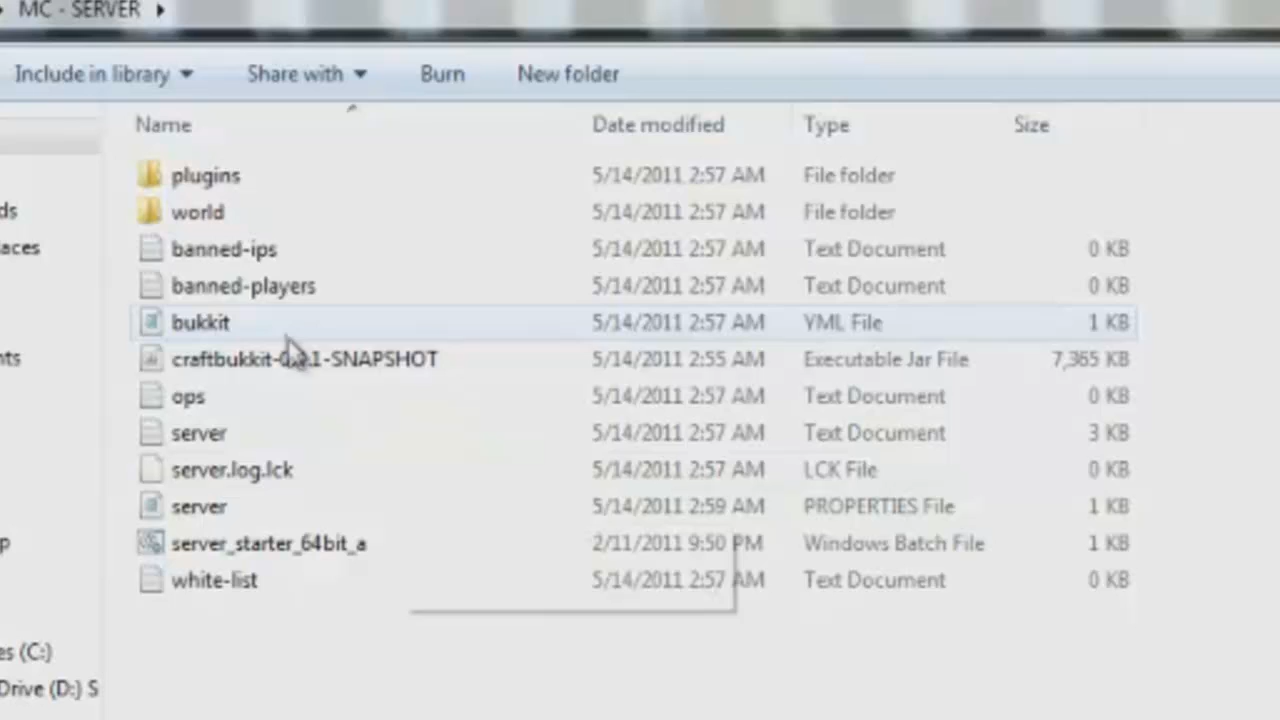 MC - SERVER
Include in library Share with Burn New folder
Name Date modified Type Size
plugins 5/14/2011 2:57 AM File folder
world 5/14/2011 2:57 AM File folder
banned-ips 5/14/2011 2:57 AM Text Document 0 KB
banned-players 5/14/2011 2:57 AM Text Document 0 KB
bukkit 5/14/2011 2:57 AM YML File 1 KB
5/14/2011 2:55 AM Executable Jar File 7,365 KB
ops 5/14/2011 2:57 AM Text Document 0 KB
server 5/14/2011 2:57 AM Text Document 3 KB
server.log.lck 5/14/2011 2:57 AM LCK File 0 KB
server 5/14/2011 2:59 AM PROPERTIES File 1 KB
server_starter_64bit_a 2/11/2011 9:50 PM Windows Batch File 1 KB
white-list 5/14/2011 2:57 AM Text Document 0 KB
ds
aces
nts
p
es (C:)
Drive (D:) S